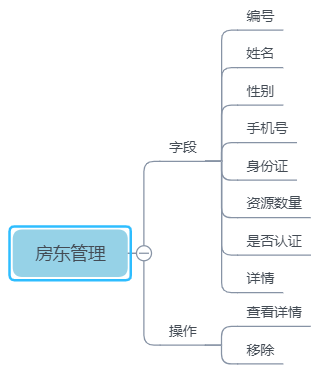 房东管理
字段
编号
姓名
性别
手机号
身份证
资源数量
是否认证
详情
操作
查看详情
移除